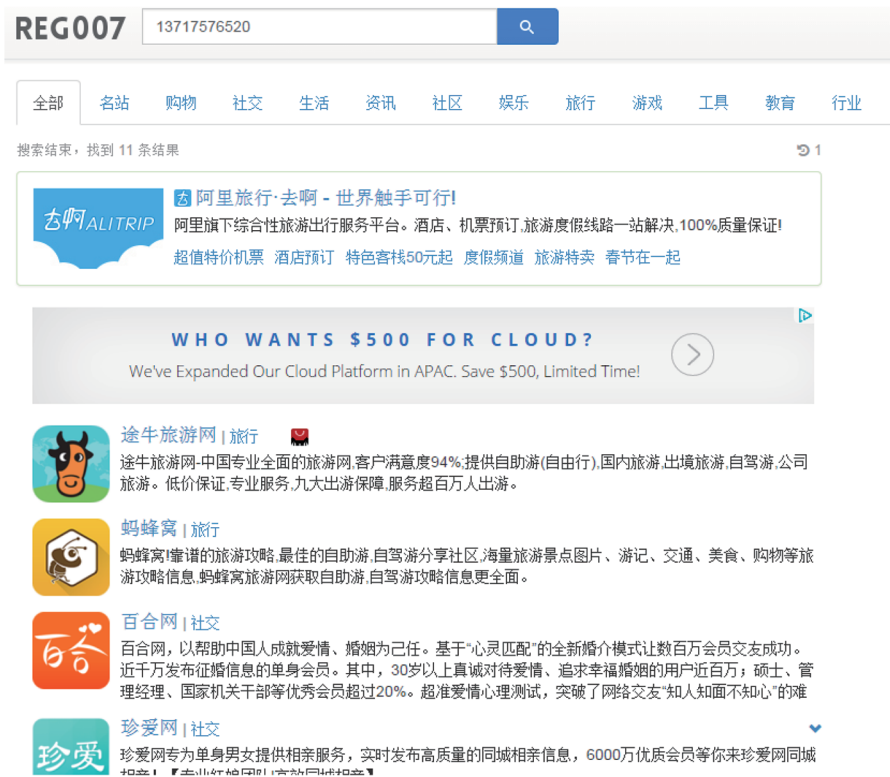 REG007 13717576520
全部 名站 购物 社交 生活 资讯 社区 娱乐 旅行 游戏 工具 教育 行业
搜索结束，找到 11 条结果 1
去 阿里旅行·去啊 - 世界触手可行!
去啊 ALITRIP
阿里旗下综合性旅游出行服务平台。酒店、机票预订,旅游度假线路一站解决,100%质量保证!
超值特价机票 酒店预订 特色客栈50元起 度假频道 旅游特卖 春节在一起
WHO WANTS $500 FOR CLOUD?
We've Expanded Our Cloud Platform in APAC. Save $500, Limited Time!
途牛旅游网 | 旅行
途牛旅游网-中国专业全面的旅游网,客户满意度94%;提供自助游(自由行),国内旅游,出境旅游,自驾游,公司
旅游。低价保证,专业服务,九大出游保障,服务超百万人出游。
蚂蜂窝 | 旅行
蚂蜂窝!靠谱的旅游攻略,最佳的自助游,自驾游分享社区,海量旅游景点图片、游记、交通、美食、购物等旅
游攻略信息,蚂蜂窝旅游网获取自助游,自驾游攻略信息更全面。
百合网 | 社交
百合
百合网，以帮助中国人成就爱情、婚姻为己任。基于“心灵匹配”的全新婚介模式让数百万会员交友成功。
近千万发布征婚信息的单身会员。其中，30岁以上真诚对待爱情、追求幸福婚姻的用户近百万；硕士、管
理经理、国家机关干部等优秀会员超过20%。超准爱情心理测试，突破了网络交友“知人知面不知心”的难
珍爱网 | 社交
珍爱
珍爱网专为单身男女提供相亲服务，实时发布高质量的同城相亲信息，6000万优质会员等你来珍爱网同城
相亲！【专业红娘团队!高效同城相亲】